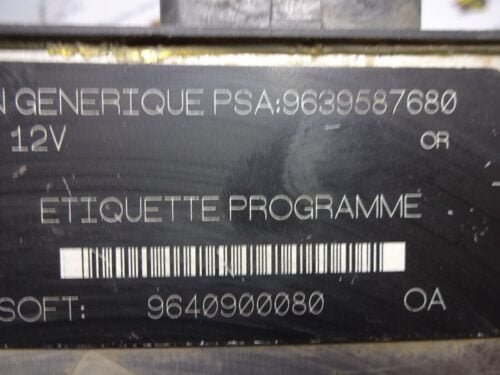 N GENERIQUE PSA:9639587680
12V OR
ETIQUETTE PROGRAMME
SOFT: 9640900080 OA